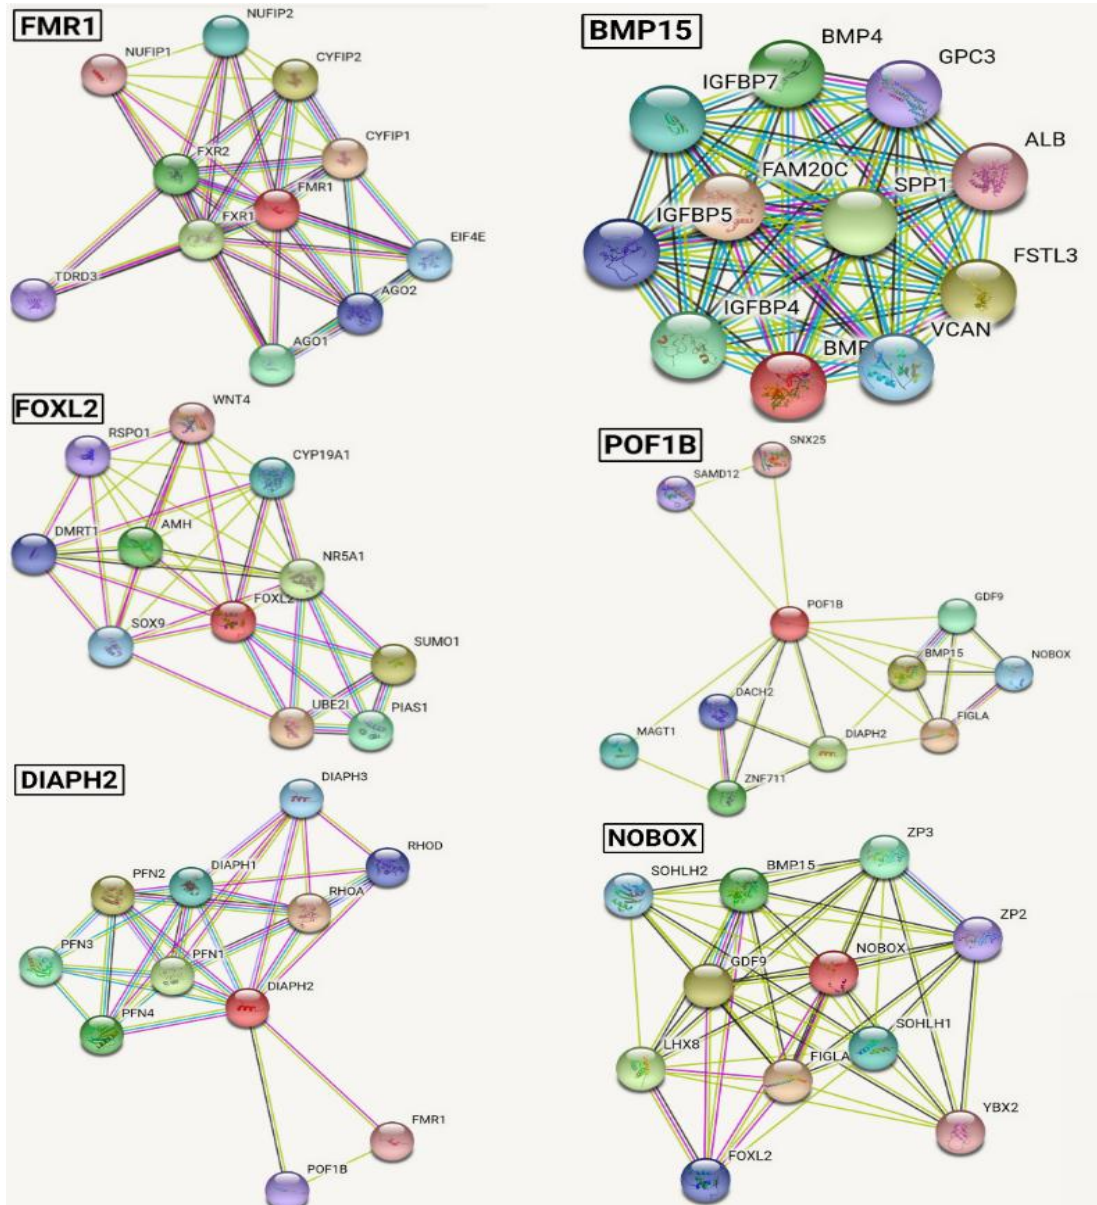 FMR1
NUFIP2
NUFIP1
CYFIP2
CYFIP1
FXR2
FMR1
FXR1
EIF4E
TDRD3
AGO2
AGO1
BMP15
BMP4
GPC3
IGFBP7
ALB
FAM20C
SPP1
IGFBP5
FSTL3
IGFBP4
VCAN
BMP
FOXL2
WNT4
RSPO1
CYP19A1
DMRT1
AMH
NR5A1
FOXL2
SOX9
SUMO1
UBE2I
PIAS1
POF1B
SNX25
SAMD12
POF1B
GDF9
BMP15
NOBOX
DACH2
FIGLA
MAGT1
DIAPH2
ZNF711
DIAPH2
DIAPH3
RHOD
DIAPH1
PFN2
RHOA
PFN3
PFN1
DIAPH2
PFN4
FMR1
POF1B
NOBOX
ZP3
SOHLH2
BMP15
ZP2
NOBOX
GDF9
SOHLH1
LHX8
FIGLA
YBX2
FOXL2